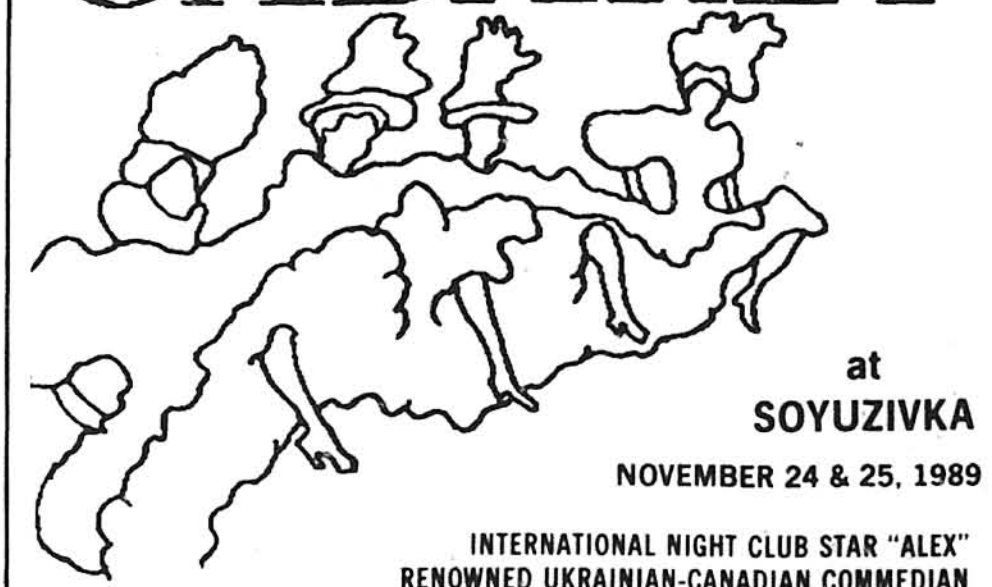 at
SOYUZIVKA
NOVEMBER 24 & 25, 1989
INTERNATIONAL NIGHT CLUB STAR "ALEX"
RENOWNED UKRAINIAN-CANADIAN COMMEDIAN